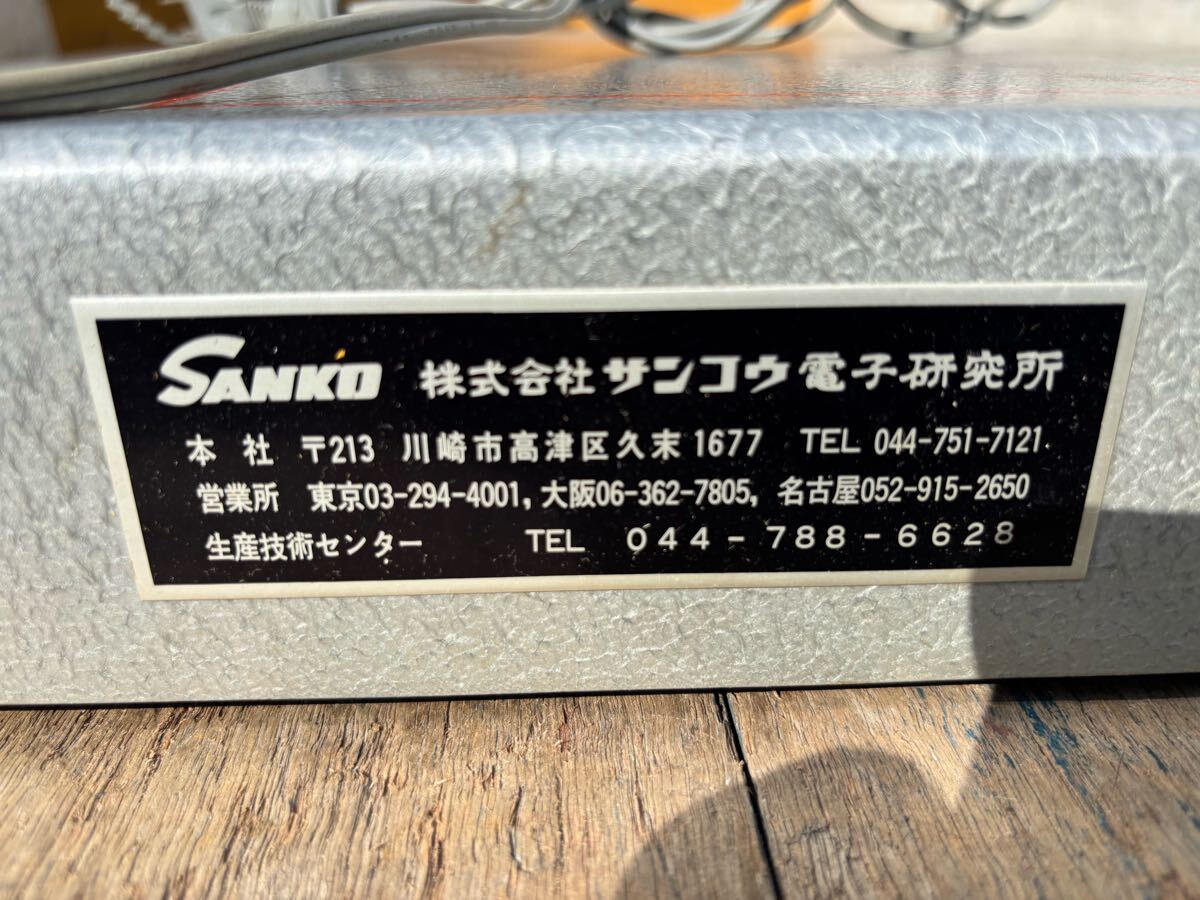 SANKO 株式会社 サンコウ電子研究所
本社 〒213 川崎市高津区久末1677 TEL 044-751-7121
営業所 東京03-294-4001, 大阪06-362-7805, 名古屋052-915-2650
生産技術センター TEL 044-788-6628